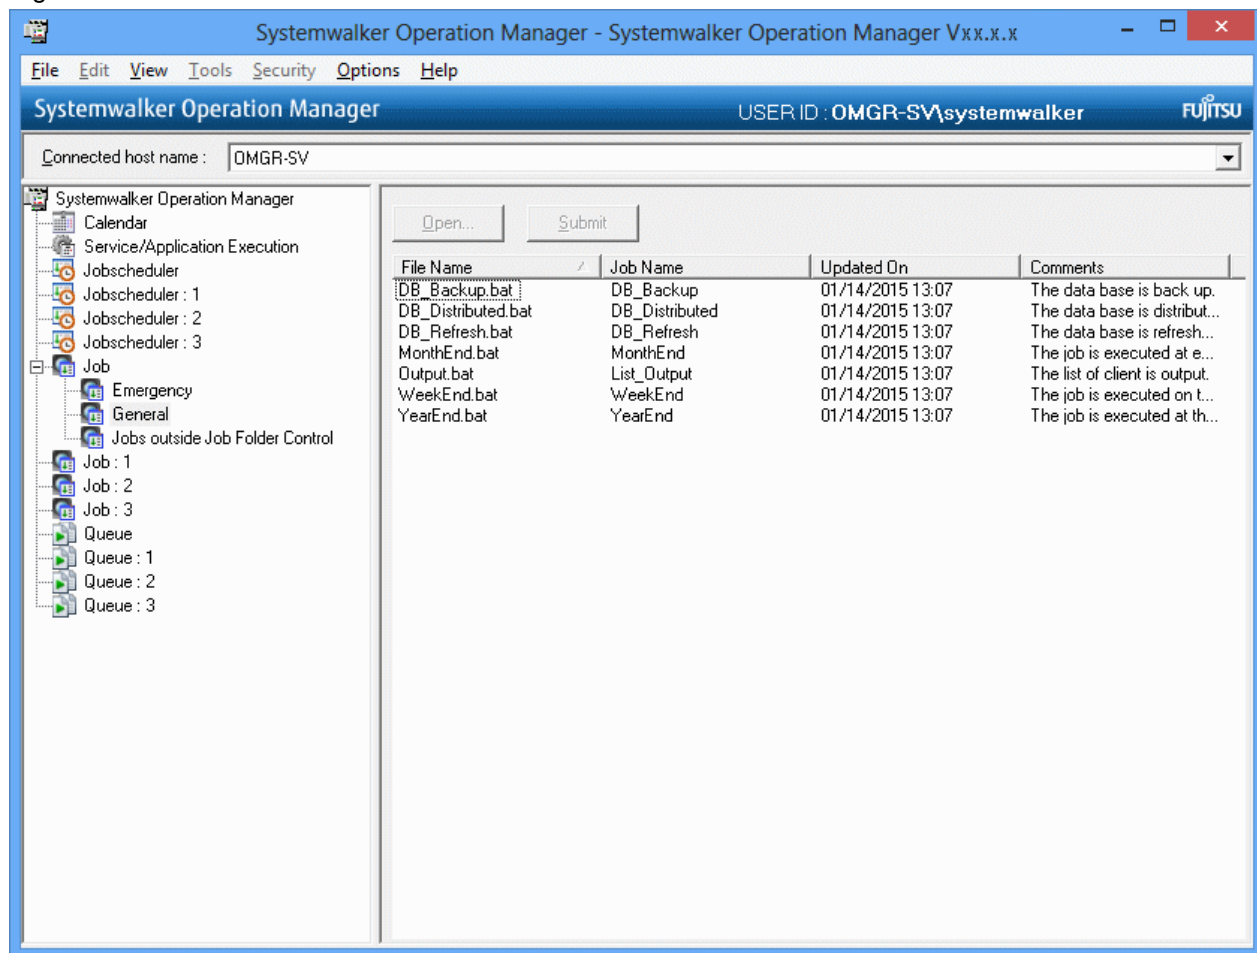 Systemwalker Operation Manager - Systemwalker Operation Manager Vxx.x.x
File Edit View Tools Security Options Help
Systemwalker Operation Manager USER ID : OMGR-SV\systemwalker FUJITSU
Connected host name : OMGR-SV
Systemwalker Operation Manager
Calendar
Service/Application Execution
Jobscheduler
Jobscheduler : 1
Jobscheduler : 2
Jobscheduler : 3
Job
Emergency
General
Jobs outside Job Folder Control
Job : 1
Job : 2
Job : 3
Queue
Queue : 1
Queue : 2
Queue : 3
Open... Submit
File Name Job Name Updated On Comments
DB_Backup.bat DB_Backup 01/14/2015 13:07 The data base is back up.
DB_Distributed.bat DB_Distributed 01/14/2015 13:07 The data base is distribut...
DB_Refresh.bat DB_Refresh 01/14/2015 13:07 The data base is refresh...
MonthEnd.bat MonthEnd 01/14/2015 13:07 The job is executed at e...
Output.bat List_Output 01/14/2015 13:07 The list of client is output.
WeekEnd.bat WeekEnd 01/14/2015 13:07 The job is executed on t...
YearEnd.bat YearEnd 01/14/2015 13:07 The job is executed at th...